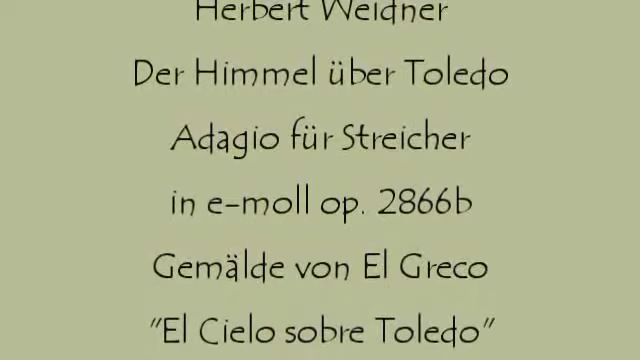 Herbert Weidner
Der Himmel über Toledo
Adagio für Streicher
in e-moll op. 2866b
Gemälde von El Greco
"El Cielo sobre Toledo"